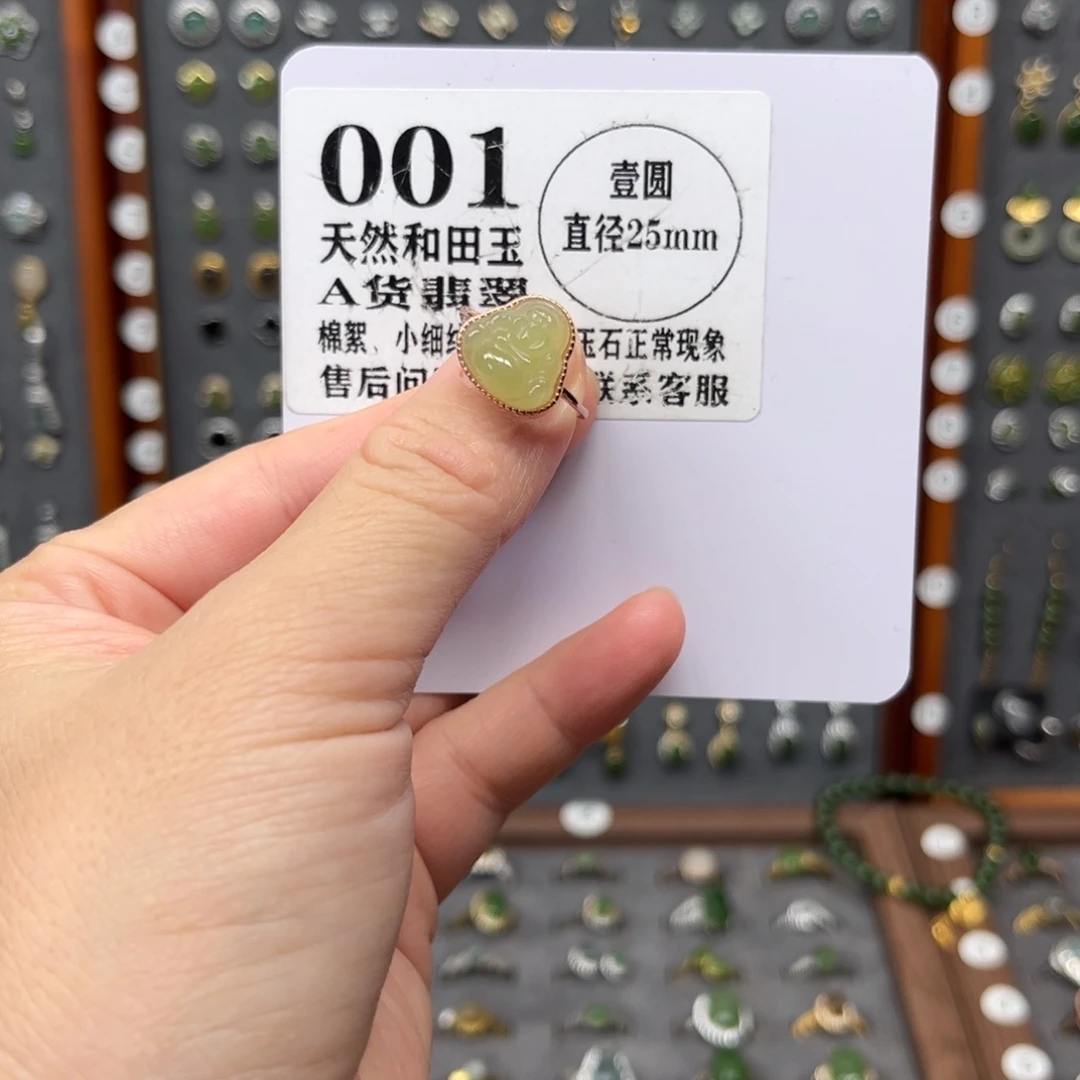 001
壹圆
直径25mm
天然和田玉
A货翡翠
棉絮、小细纹 玉石正常现象
售后问 联系客服